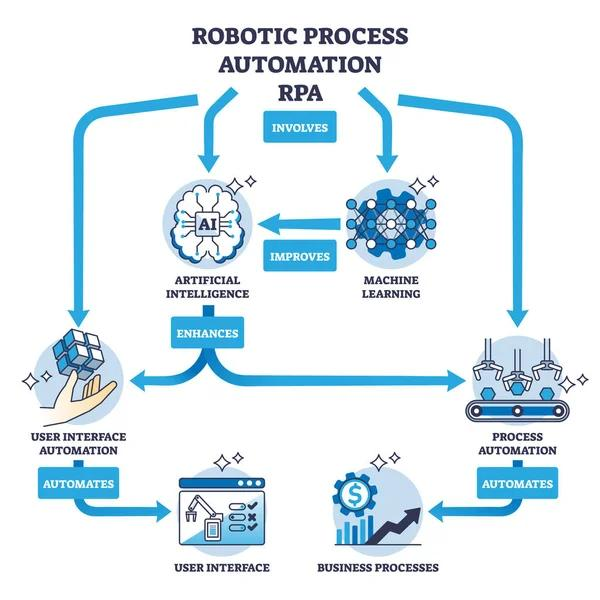 ROBOTIC PROCESS
AUTOMATION
RPA
INVOLVES
AI
IMPROVES
ARTIFICIAL
INTELLIGENCE
MACHINE
LEARNING
ENHANCES
$
USER INTERFACE
AUTOMATION
PROCESS
AUTOMATION
AUTOMATES
AUTOMATES
USER INTERFACE
BUSINESS PROCESSES